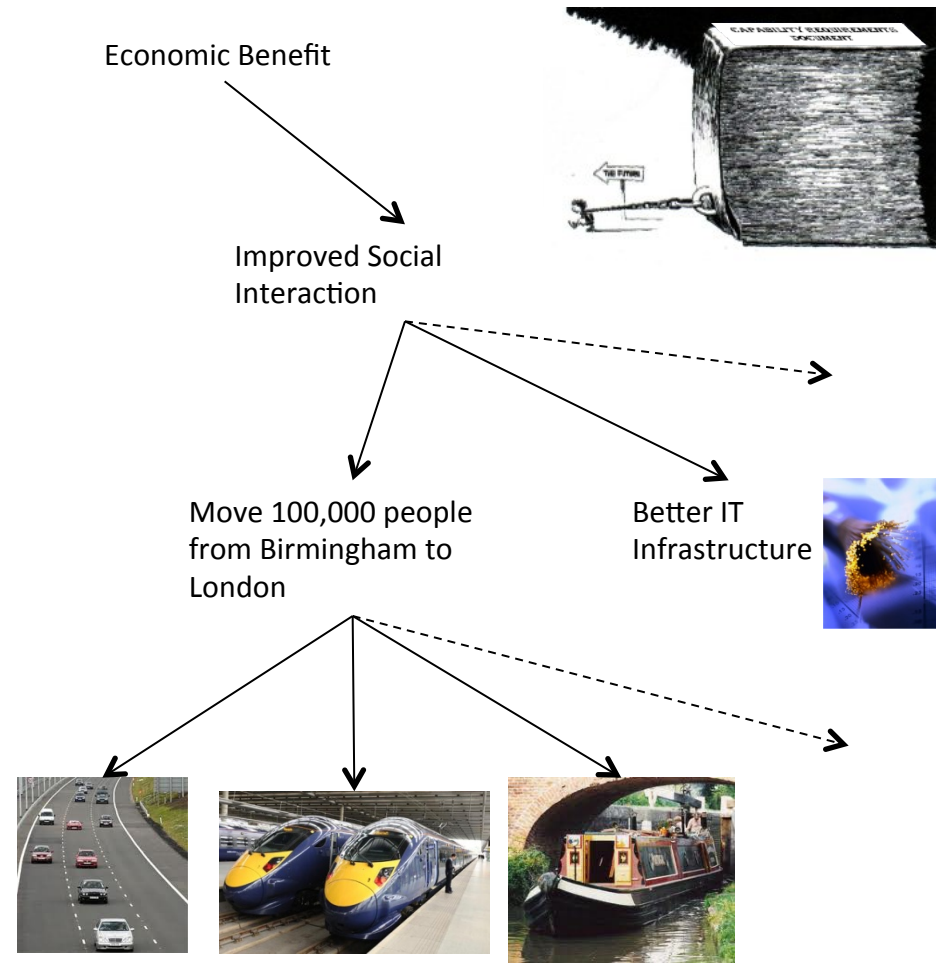 Economic Benefit
CAPABILITY REQUIREMENTS
DOCUMENT
THE FUTURE
Improved Social
Interaction
Move 100,000 people
from Birmingham to
London
Better IT
Infrastructure